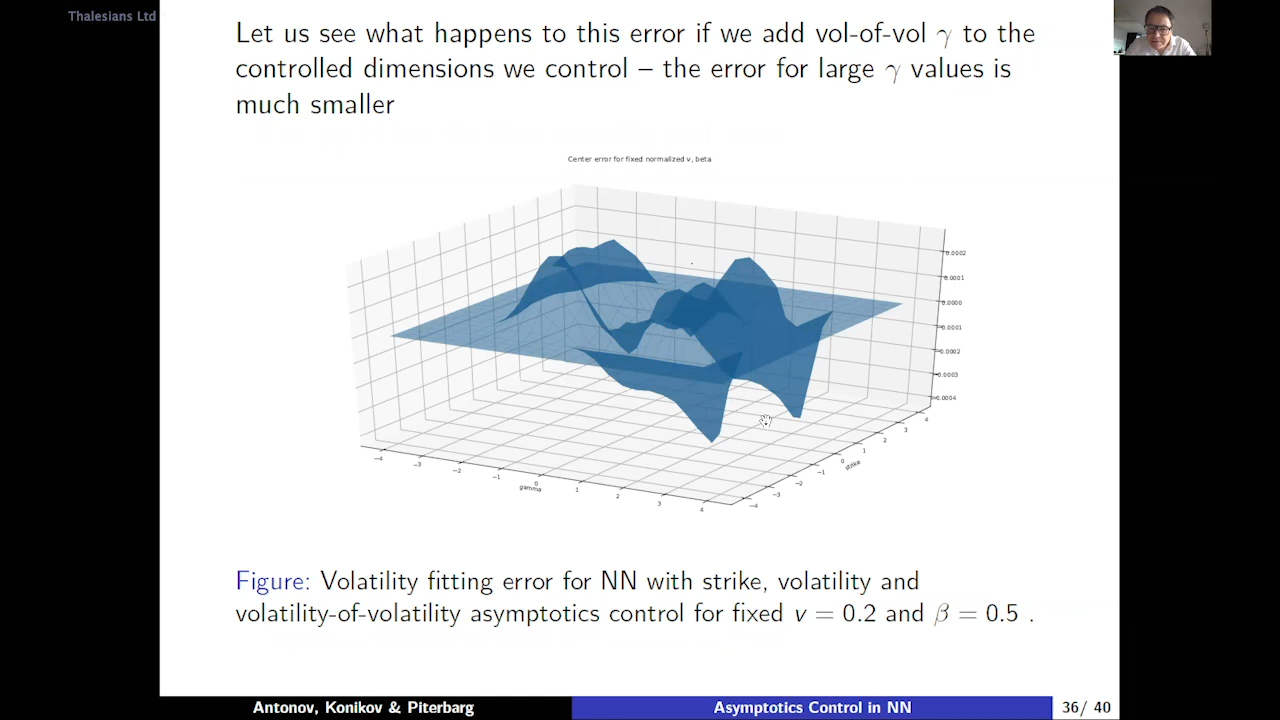 Thalesians Ltd
Let us see what happens to this error if we add vol-of-vol γ to the
controlled dimensions we control – the error for large γ values is
much smaller
Center error for fixed normalized v, beta
0.0002
0.0001
0.0000
−0.0001
−0.0002
−0.0003
−0.0004
−4 −3 −2 −1 0 1 2 3 4
gamma
−4 −3 −2 −1 0 1 2 3 4
strike
Figure: Volatility fitting error for NN with strike, volatility and
volatility-of-volatility asymptotics control for fixed v = 0.2 and β = 0.5 .
Antonov, Konikov & Piterbarg Asymptotics Control in NN 36/ 40